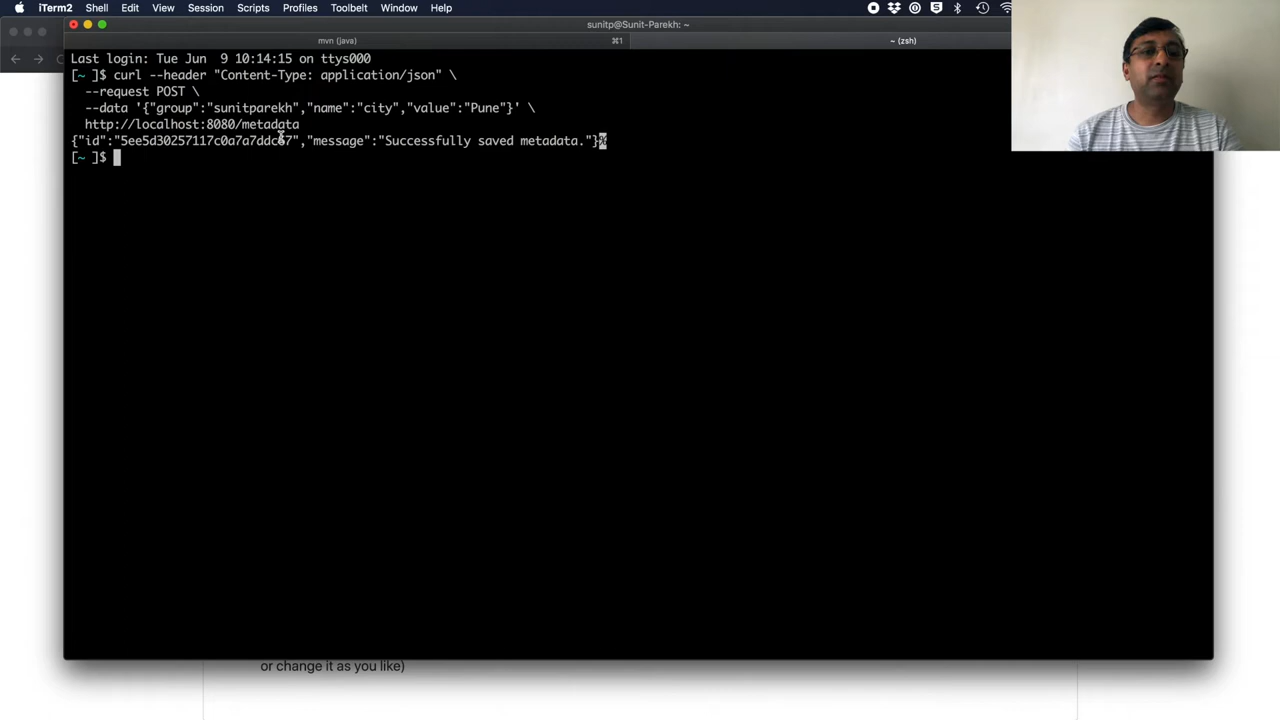 iTerm2 Shell Edit View Session Scripts Profiles Toolbelt Window Help
sunitp@Sunit-Parekh: ~
mvn (java) ⌘1 ~ (zsh)
Last login: Tue Jun  9 10:14:15 on ttys000
[~ ]$ curl --header "Content-Type: application/json" \
--request POST \
--data '{"group":"sunitparekh","name":"city","value":"Pune"}' \
http://localhost:8080/metadata
{"id":"5ee5d30257117c0a7a7ddc67","message":"Successfully saved metadata."}%
[~ ]$
or change it as you like)